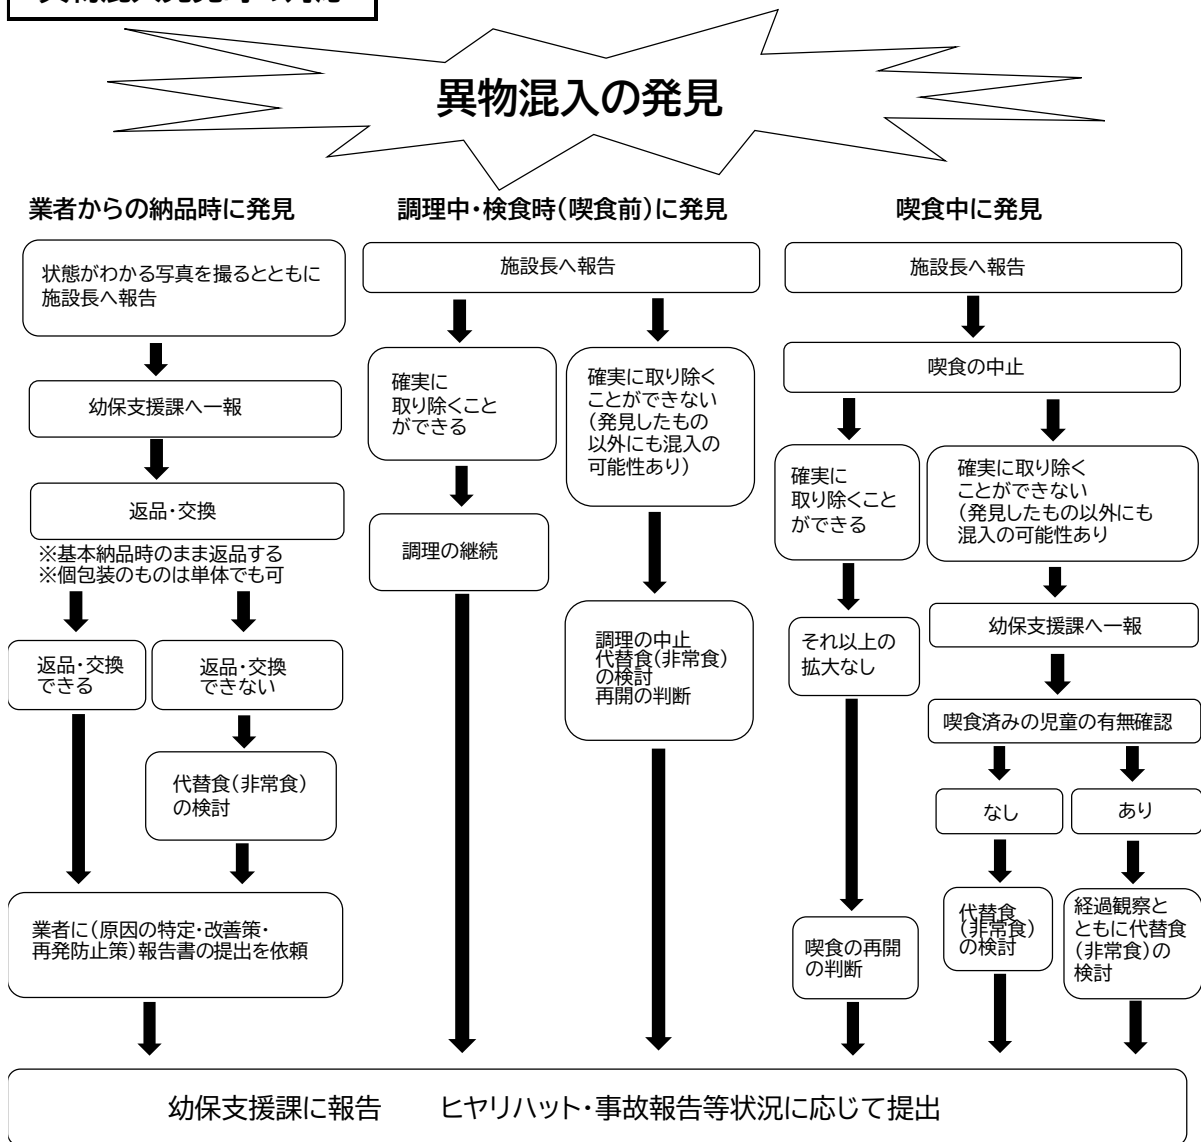 異物混入の発見
業者からの納品時に発見
状態がわかる写真を撮るとともに
施設長へ報告
幼保支援課へ一報
返品・交換
※基本納品時のまま返品する
※個包装のものは単体でも可
返品・交換
できる
返品・交換
できない
代替食(非常食)
の検討
業者に(原因の特定・改善策・
再発防止策)報告書の提出を依頼
調理中・検食時(喫食前)に発見
施設長へ報告
確実に
取り除くこと
ができる
調理の継続
確実に取り除く
ことができない
(発見したもの
以外にも混入の
可能性あり)
調理の中止
代替食(非常食)
の検討
再開の判断
喫食中に発見
施設長へ報告
喫食の中止
確実に
取り除くこと
ができる
それ以上の
拡大なし
喫食の再開
の判断
確実に取り除く
ことができない
(発見したもの以外にも
混入の可能性あり
幼保支援課へ一報
喫食済みの児童の有無確認
なし
代替食
(非常食)
の検討
あり
経過観察と
ともに代替食
(非常食)の
検討
幼保支援課に報告 ヒヤリハット・事故報告等状況に応じて提出